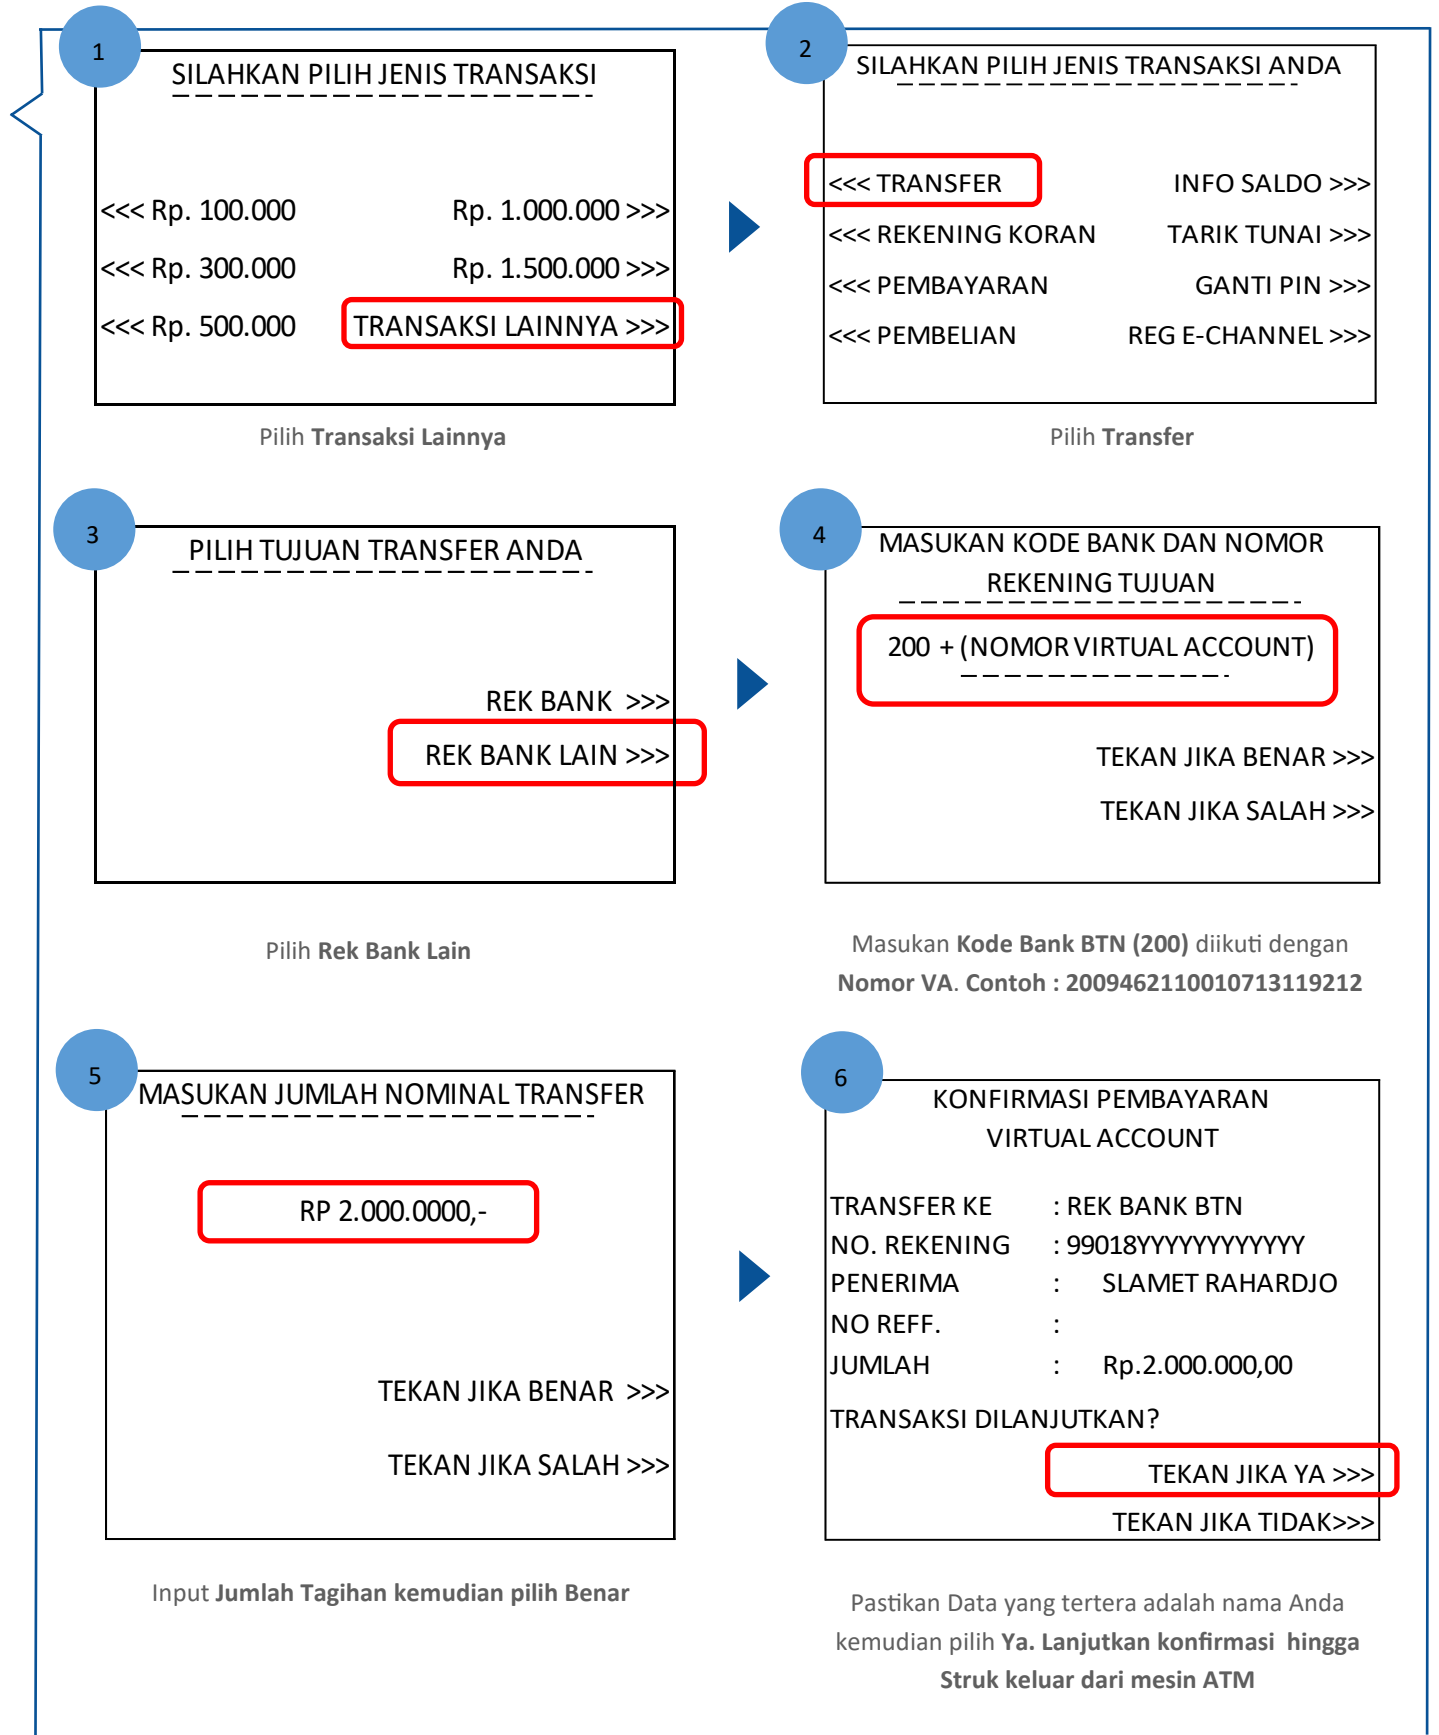 1
SILAHKAN PILIH JENIS TRANSAKSI
<<< Rp. 100.000 Rp. 1.000.000 >>>
<<< Rp. 300.000 Rp. 1.500.000 >>>
<<< Rp. 500.000 TRANSAKSI LAINNYA >>>
Pilih Transaksi Lainnya
2
SILAHKAN PILIH JENIS TRANSAKSI ANDA
<<< TRANSFER INFO SALDO >>>
<<< REKENING KORAN TARIK TUNAI >>>
<<< PEMBAYARAN GANTI PIN >>>
<<< PEMBELIAN REG E-CHANNEL >>>
Pilih Transfer
3
PILIH TUJUAN TRANSFER ANDA
REK BANK >>>
REK BANK LAIN >>>
Pilih Rek Bank Lain
4
MASUKAN KODE BANK DAN NOMOR
REKENING TUJUAN
200 + (NOMOR VIRTUAL ACCOUNT)
TEKAN JIKA BENAR >>>
TEKAN JIKA SALAH >>>
Masukan Kode Bank BTN (200) diikuti dengan
Nomor VA. Contoh : 2009462110010713119212
5
MASUKAN JUMLAH NOMINAL TRANSFER
RP 2.000.0000,-
TEKAN JIKA BENAR >>>
TEKAN JIKA SALAH >>>
Input Jumlah Tagihan kemudian pilih Benar
6
KONFIRMASI PEMBAYARAN
VIRTUAL ACCOUNT
TRANSFER KE : REK BANK BTN
NO. REKENING : 99018YYYYYYYYYYYY
PENERIMA : SLAMET RAHARDJO
NO REFF. :
JUMLAH : Rp.2.000.000,00
TRANSAKSI DILANJUTKAN?
TEKAN JIKA YA >>>
TEKAN JIKA TIDAK>>>
Pastikan Data yang tertera adalah nama Anda
kemudian pilih Ya. Lanjutkan konfirmasi hingga
Struk keluar dari mesin ATM